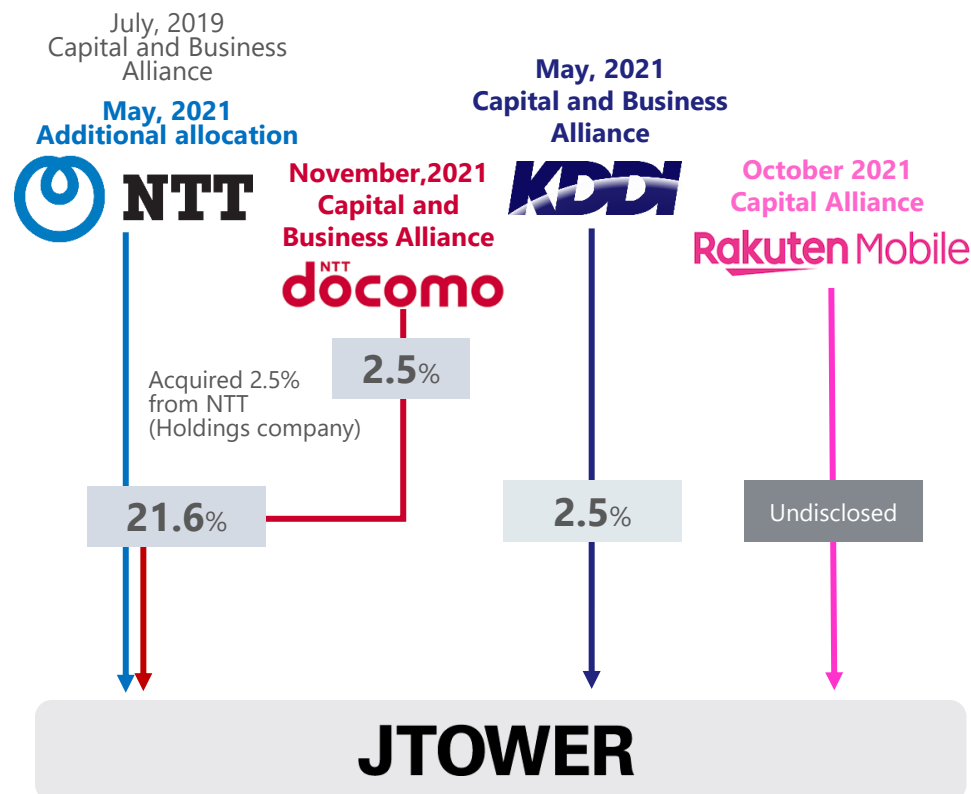 July, 2019
Capital and Business
Alliance
May, 2021
Additional allocation
NTT
November,2021
Capital and
Business Alliance
NTT
döcomo
2.5%
Acquired 2.5%
from NTT
(Holdings company)
21.6%
May, 2021
Capital and Business
Alliance
KDDI
2.5%
October 2021
Capital Alliance
Rakuten Mobile
Undisclosed
JTOWER